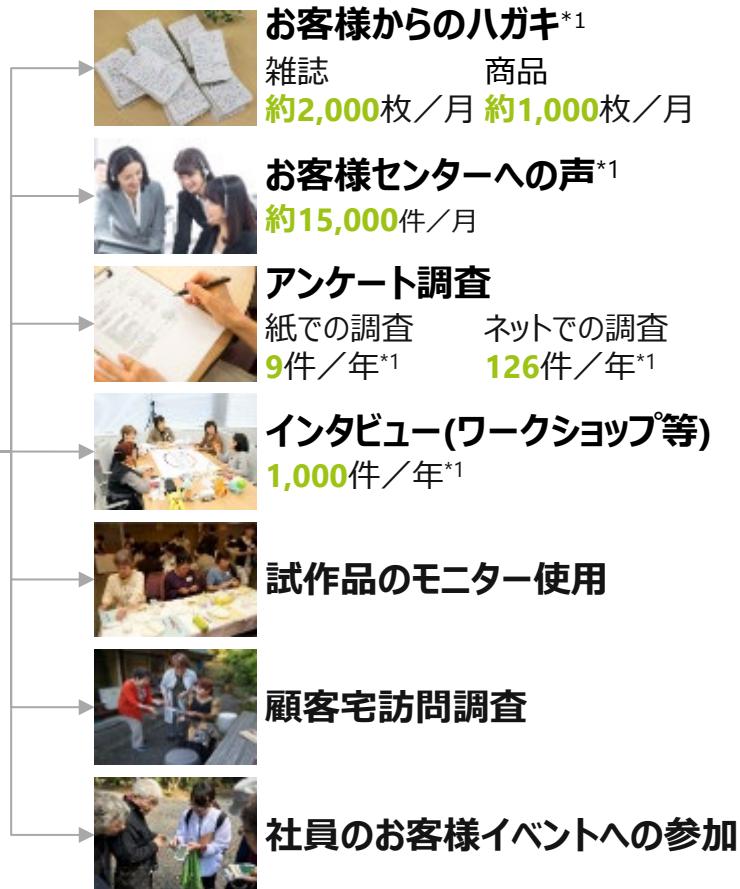 お客様からのハガキ*1
雑誌 商品
約2,000枚／月 約1,000枚／月
お客様センターへの声*1
約15,000件／月
アンケート調査
紙での調査 ネットでの調査
9件／年*1 126件／年*1
インタビュー(ワークショップ等)
1,000件／年*1
試作品のモニター使用
顧客宅訪問調査
社員のお客様イベントへの参加